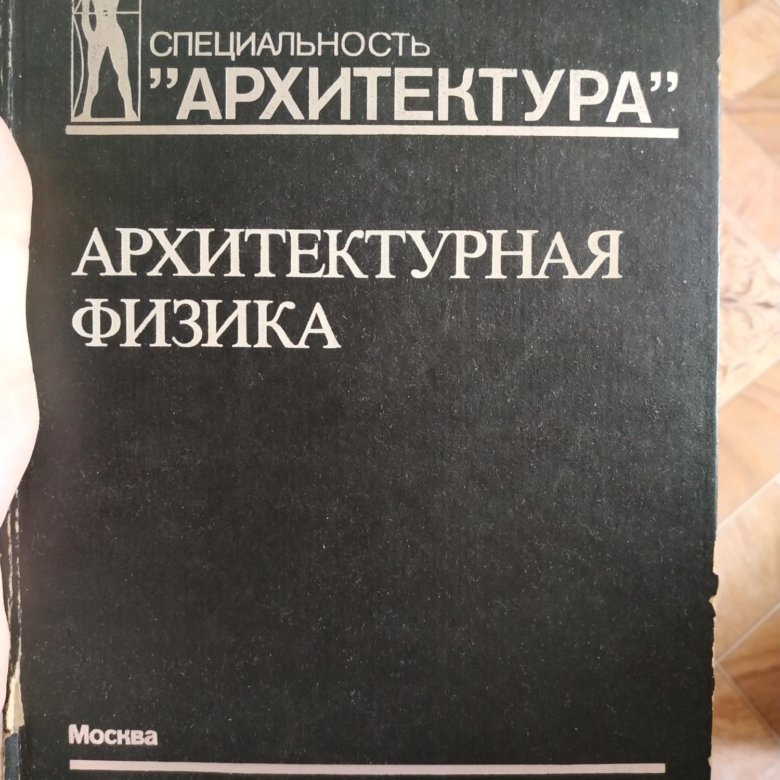 СПЕЦИАЛЬНОСТЬ
"АРХИТЕКТУРА"
АРХИТЕКТУРНАЯ
ФИЗИКА
Москва